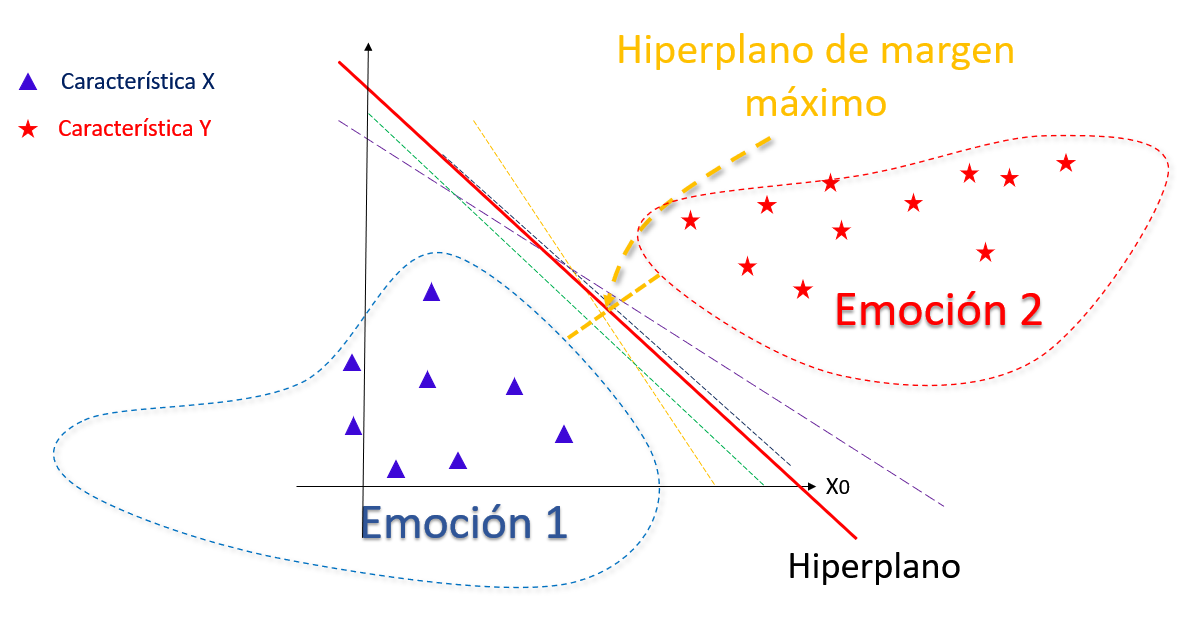 Hiperplano de margen
máximo
Característica X
Característica Y
Emoción 2
X0
Emoción 1
Hiperplano